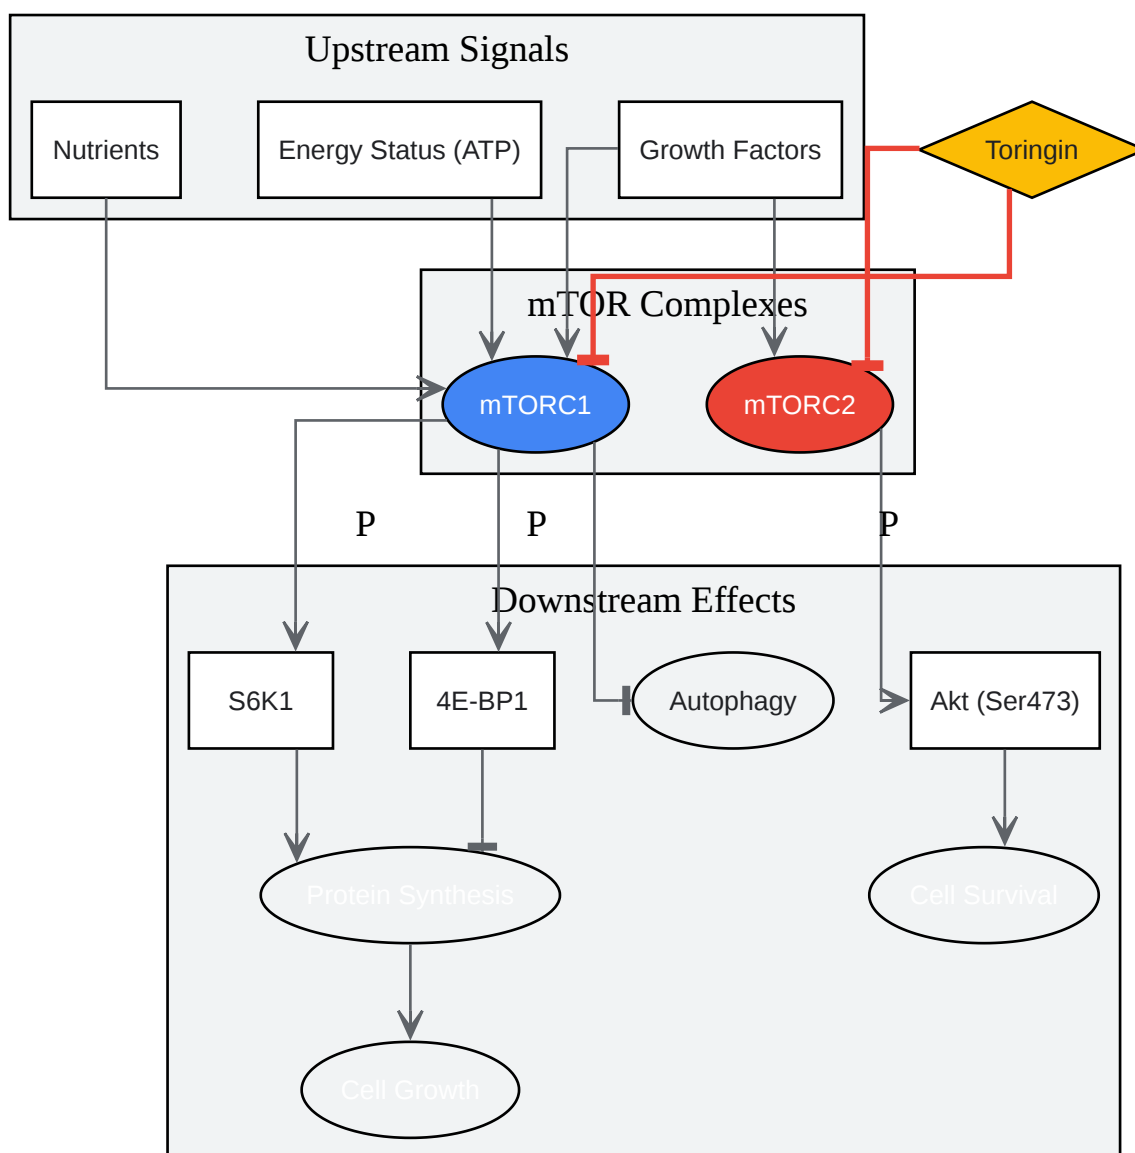 Upstream Signals
Nutrients
Energy Status (ATP)
Growth Factors
Toringin
mTOR Complexes
mTORC1
mTORC2
P
P
P
Downstream Effects
S6K1
4E-BP1
Autophagy
Akt (Ser473)
Protein Synthesis
Cell Survival
Cell Growth